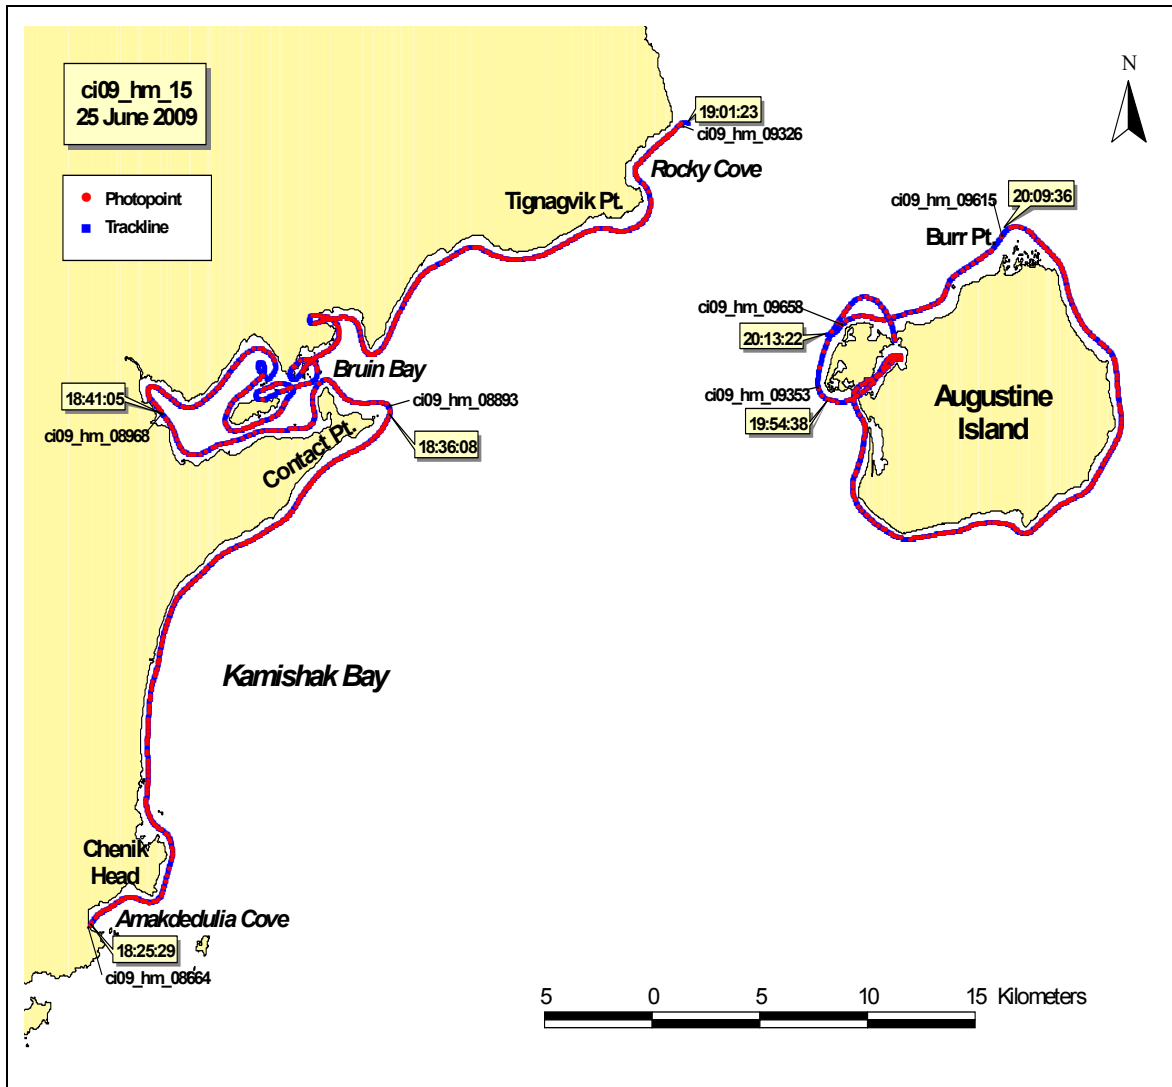 ci09_hm_15
25 June 2009
Photopoint
Trackline
N
19:01:23
ci09_hm_09326
Rocky Cove
Tignagvik Pt.
ci09_hm_09615
20:09:36
Burr Pt.
ci09_hm_09658
20:13:22
Bruin Bay
18:41:05
ci09_hm_08968
ci09_hm_08893
18:36:08
Contact Pt.
ci09_hm_09353
19:54:38
Augustine
Island
Kamishak Bay
Chenik
Head
Amakdedulia Cove
18:25:29
ci09_hm_08664
5 0 5 10 15 Kilometers